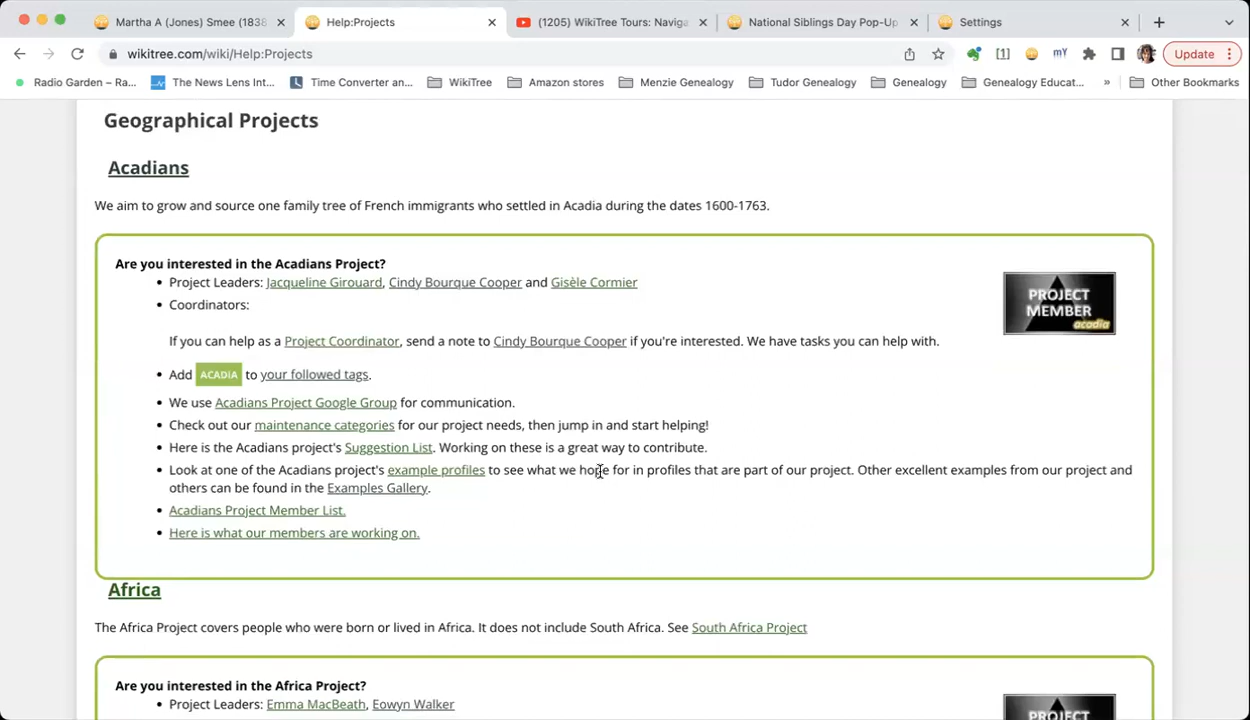 Martha A (Jones) Smee (1838
Help:Projects
(1205) WikiTree Tours: Naviga
National Siblings Day Pop-Up
Settings
wikitree.com/wiki/Help:Projects
[1]
mY
Update
Radio Garden – Ra...
The News Lens Int...
Time Converter an...
WikiTree
Amazon stores
Menzie Genealogy
Tudor Genealogy
Genealogy
Genealogy Educat...
»
Other Bookmarks
Geographical Projects
Acadians
We aim to grow and source one family tree of French immigrants who settled in Acadia during the dates 1600-1763.
Are you interested in the Acadians Project?
• Project Leaders: Jacqueline Girouard, Cindy Bourque Cooper and Gisèle Cormier
• Coordinators:
If you can help as a Project Coordinator, send a note to Cindy Bourque Cooper if you're interested. We have tasks you can help with.
• Add ACADIA to your followed tags.
• We use Acadians Project Google Group for communication.
• Check out our maintenance categories for our project needs, then jump in and start helping!
• Here is the Acadians project's Suggestion List. Working on these is a great way to contribute.
• Look at one of the Acadians project's example profiles to see what we hope for in profiles that are part of our project. Other excellent examples from our project and
others can be found in the Examples Gallery.
• Acadians Project Member List.
• Here is what our members are working on.
PROJECT
MEMBER
acadia
Africa
The Africa Project covers people who were born or lived in Africa. It does not include South Africa. See South Africa Project
Are you interested in the Africa Project?
• Project Leaders: Emma MacBeath, Eowyn Walker
PROJECT